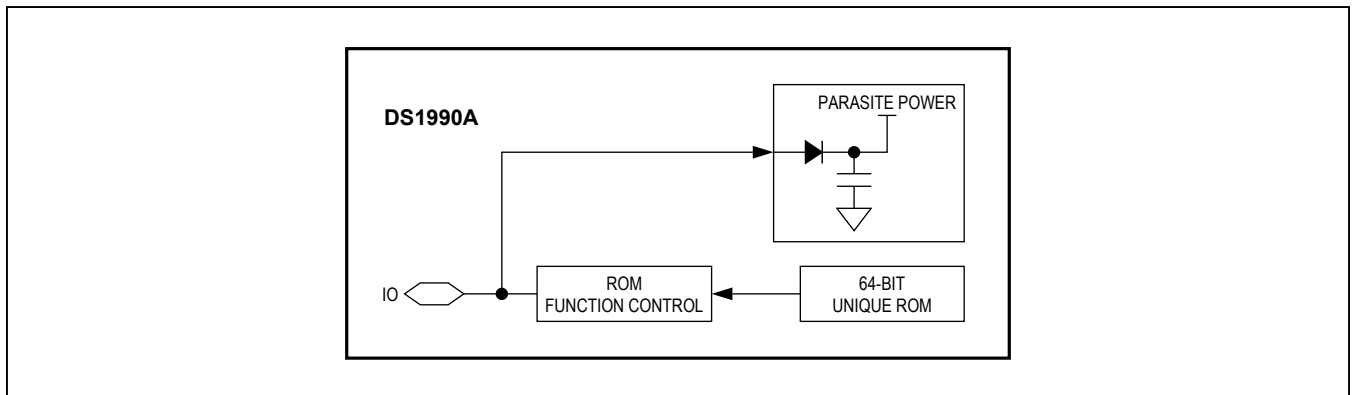 DS1990A
PARASITE POWER
IO
ROM
FUNCTION CONTROL
64-BIT
UNIQUE ROM